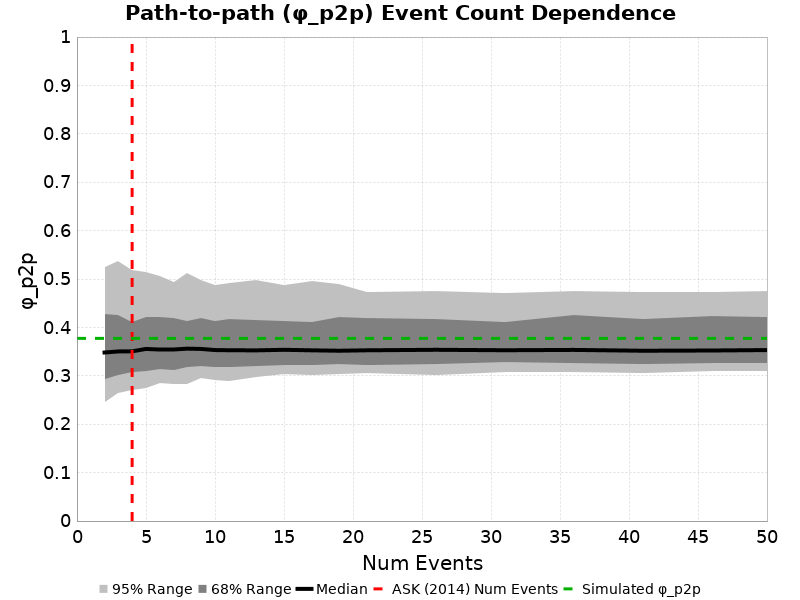 Path-to-path (φ_p2p) Event Count Dependence
1
0.9
0.8
0.7
0.6
0.5
0.4
0.3
0.2
0.1
0
φ_p2p
0 5 10 15 20 25 30 35 40 45 50
Num Events
95% Range 68% Range Median ASK (2014) Num Events Simulated φ_p2p